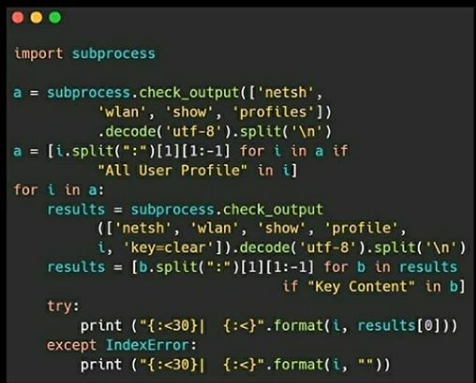 import subprocess
a = subprocess.check_output(['netsh',
'wlan', 'show', 'profiles'])
.decode('utf-8').split('\n')
a = [i.split(":")[1][1:-1] for i in a if
"All User Profile" in i]
for i in a:
results = subprocess.check_output
(['netsh', 'wlan', 'show', 'profile',
i, 'key=clear']).decode('utf-8').split('\n')
results = [b.split(":")[1][1:-1] for b in results
if "Key Content" in b]
try:
print ("{:<30}|  {:<}".format(i, results[0]))
except IndexError:
print ("{:<30}|  {:<}".format(i, ""))